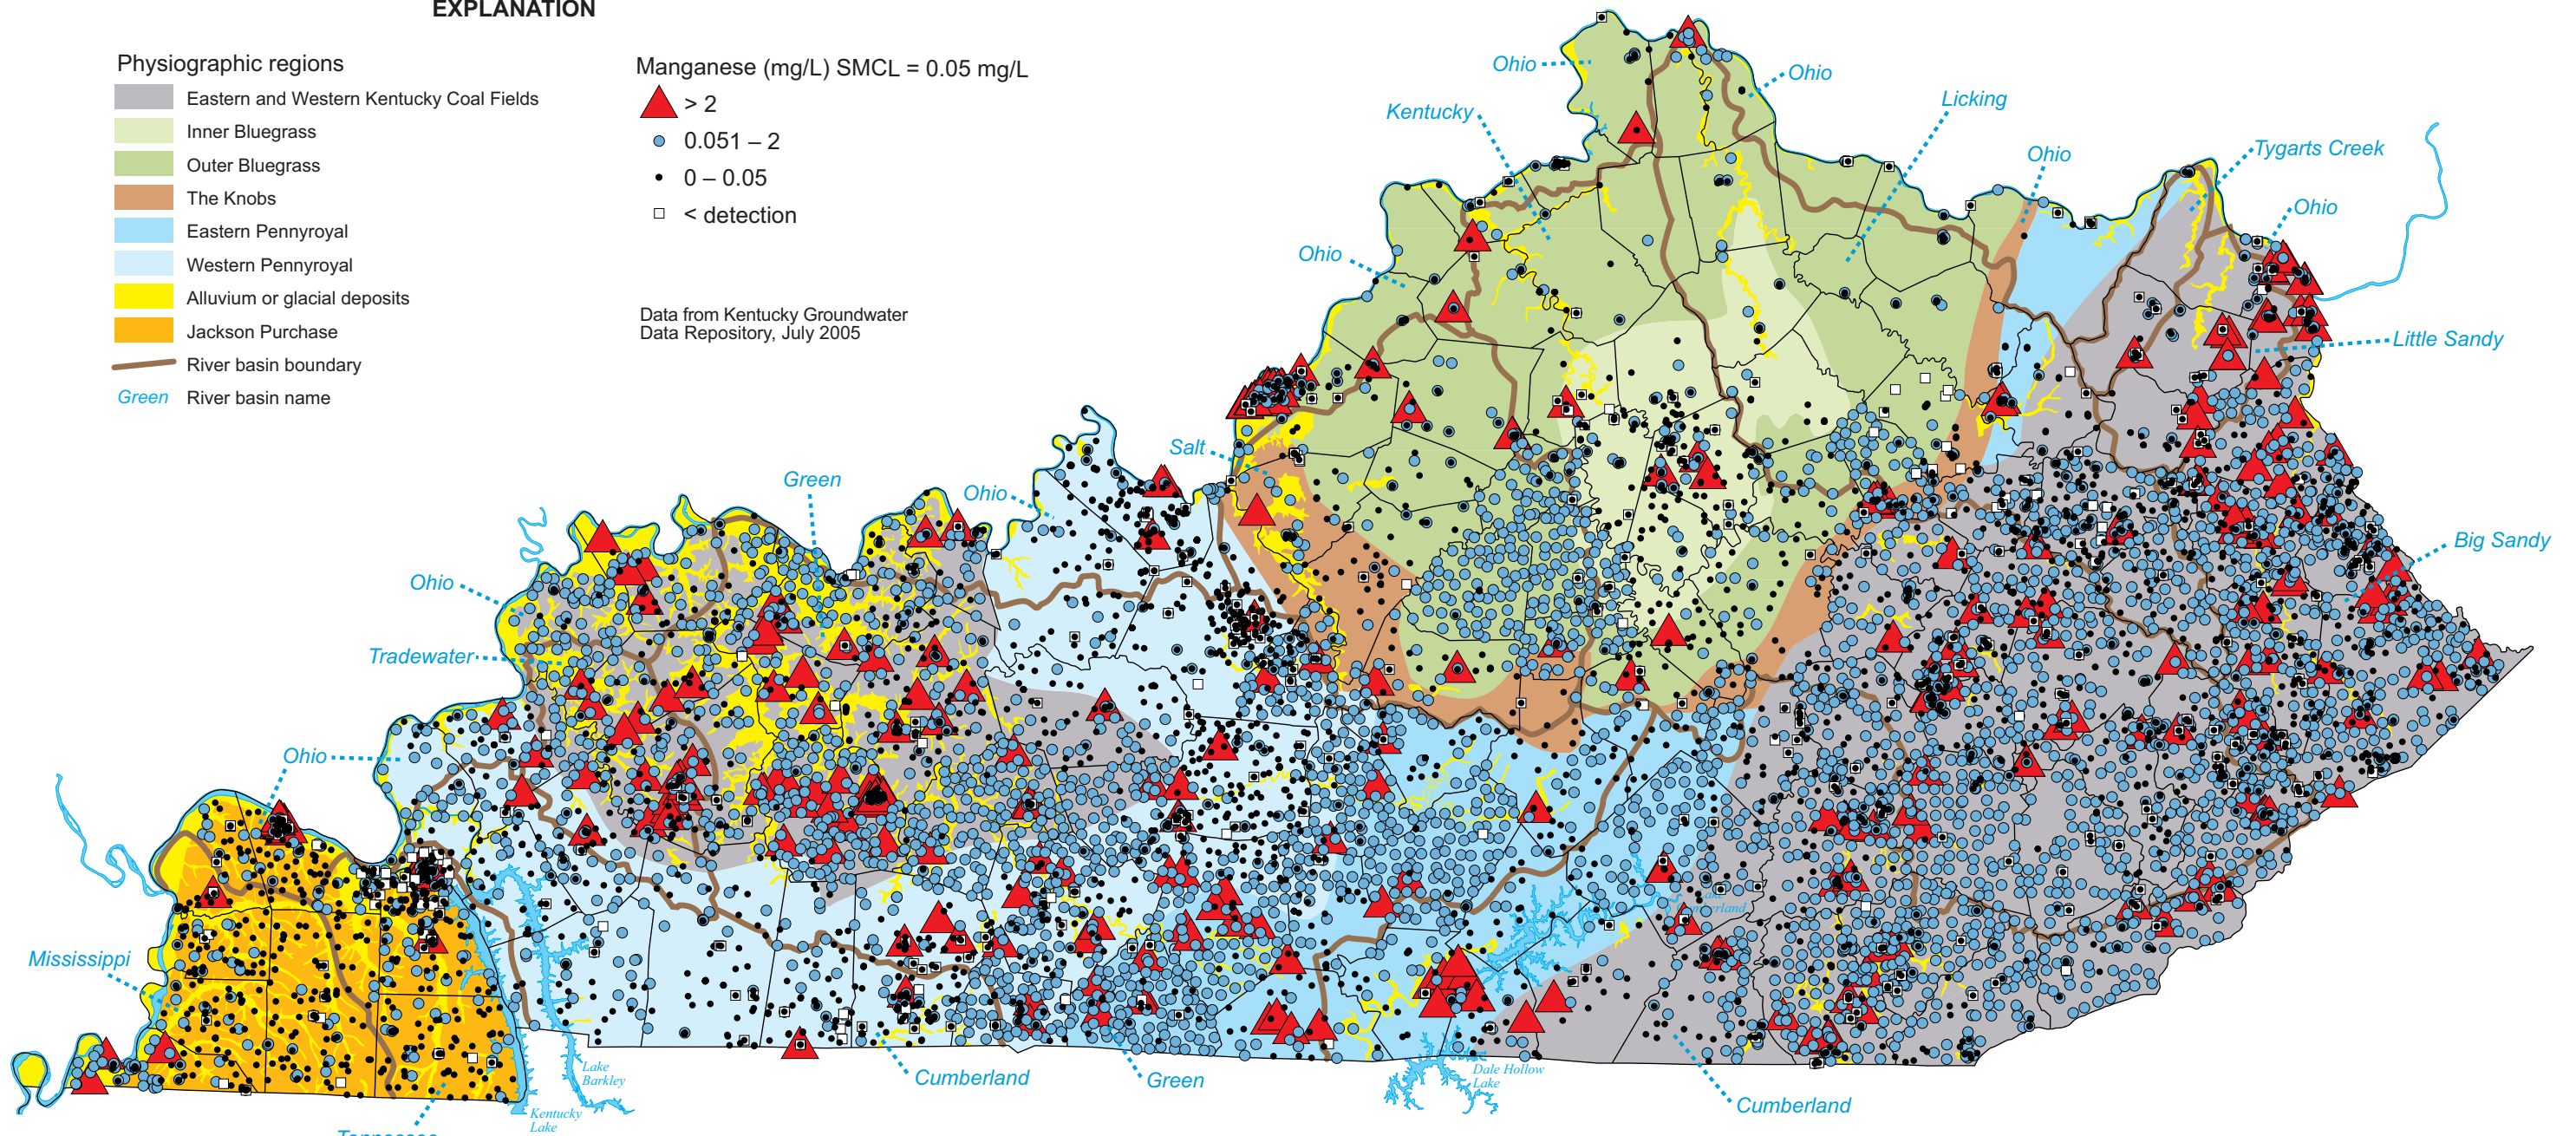 EXPLANATION
Physiographic regions
Eastern and Western Kentucky Coal Fields
Inner Bluegrass
Outer Bluegrass
The Knobs
Eastern Pennyroyal
Western Pennyroyal
Alluvium or glacial deposits
Jackson Purchase
River basin boundary
Green River basin name
Manganese (mg/L) SMCL = 0.05 mg/L
> 2
0.051 – 2
0 – 0.05
< detection
Data from Kentucky Groundwater
Data Repository, July 2005
Ohio
Ohio
Kentucky
Licking
Ohio
Tygarts Creek
Ohio
Ohio
Little Sandy
Salt
Green
Ohio
Big Sandy
Ohio
Tradewater
Ohio
Mississippi
Cumberland
Lake
Barkley
Cumberland
Green
Dale Hollow
Lake
Cumberland
Kentucky
Lake
Tennessee